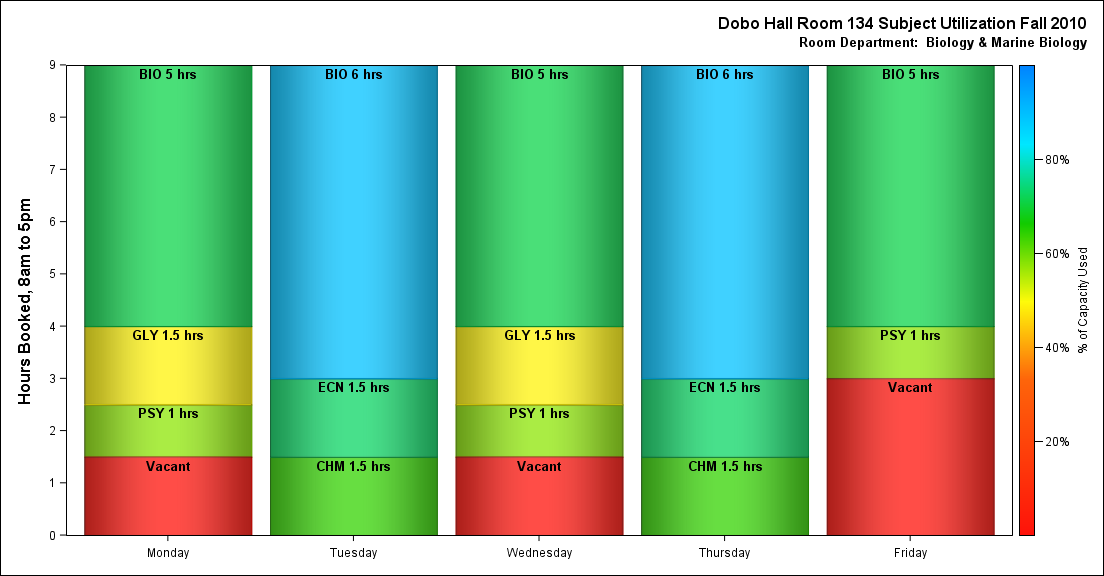 Dobo Hall Room 134 Subject Utilization Fall 2010
Room Department:  Biology & Marine Biology
Hours Booked, 8am to 5pm
9
8
7
6
5
4
3
2
1
0
BIO 5 hrs
GLY 1.5 hrs
PSY 1 hrs
Vacant
BIO 6 hrs
ECN 1.5 hrs
CHM 1.5 hrs
BIO 5 hrs
GLY 1.5 hrs
PSY 1 hrs
Vacant
BIO 6 hrs
ECN 1.5 hrs
CHM 1.5 hrs
BIO 5 hrs
PSY 1 hrs
Vacant
Monday
Tuesday
Wednesday
Thursday
Friday
80%
60%
40%
20%
% of Capacity Used